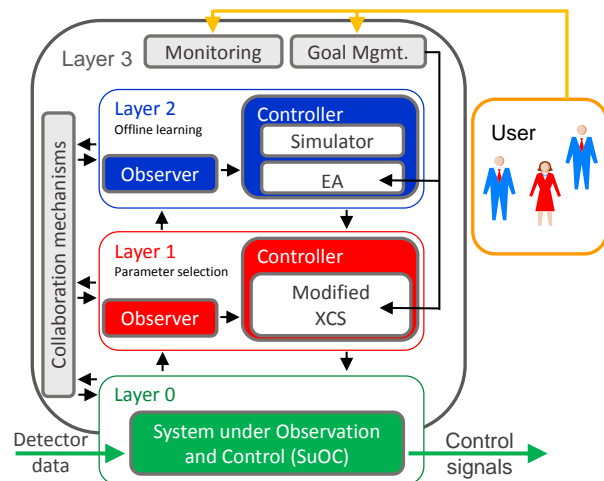 Layer 3
Monitoring
Goal Mgmt.
User
Collaboration mechanisms
Layer 2
Offline learning
Observer
Controller
Simulator
EA
Layer 1
Parameter selection
Observer
Controller
Modified
XCS
Layer 0
System under Observation
and Control (SuOC)
Detector
data
Control
signals